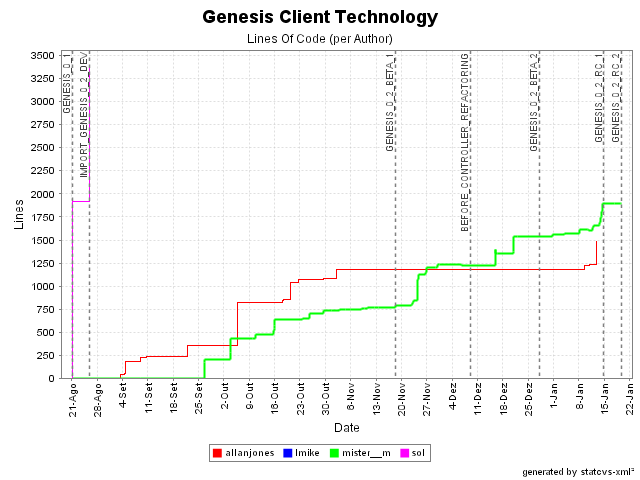 Genesis Client Technology
Lines Of Code (per Author)
GENESIS_0_1
IMPORT_GENESIS_0_2_DEV
GENESIS_0_2_BETA_1
BEFORE_CONTROLLER_REFACTORING
GENESIS_0_2_BETA_2
GENESIS_0_2_RC_1
GENESIS_0_2_RC_2
Lines
3500
3250
3000
2750
2500
2250
2000
1750
1500
1250
1000
750
500
250
0
21-Ago
28-Ago
4-Set
11-Set
18-Set
25-Set
2-Out
9-Out
16-Out
23-Out
30-Out
6-Nov
13-Nov
20-Nov
27-Nov
4-Dez
11-Dez
18-Dez
25-Dez
1-Jan
8-Jan
15-Jan
22-Jan
Date
allanjones lmike mister__m sol
generated by statcvs-xml²